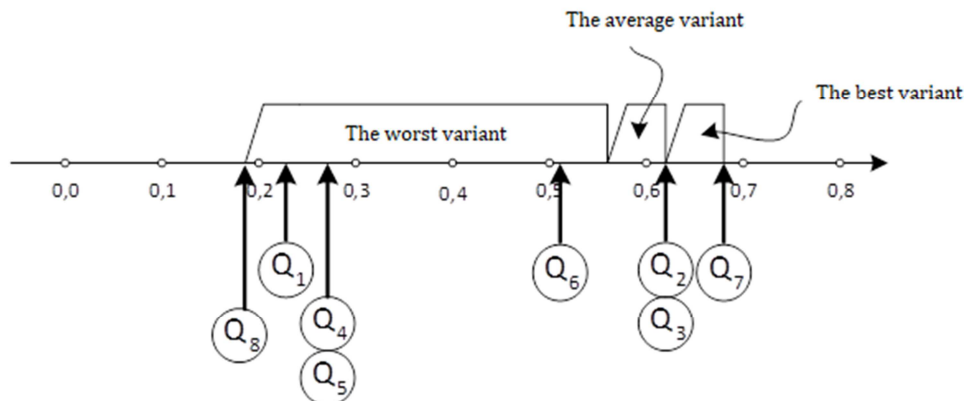 The average variant
The best variant
The worst variant
0,0 0,1 0,2 0,3 0,4 0,5 0,6 0,7 0,8
Q1 Q6 Q2 Q7
Q8 Q4 Q3
Q5